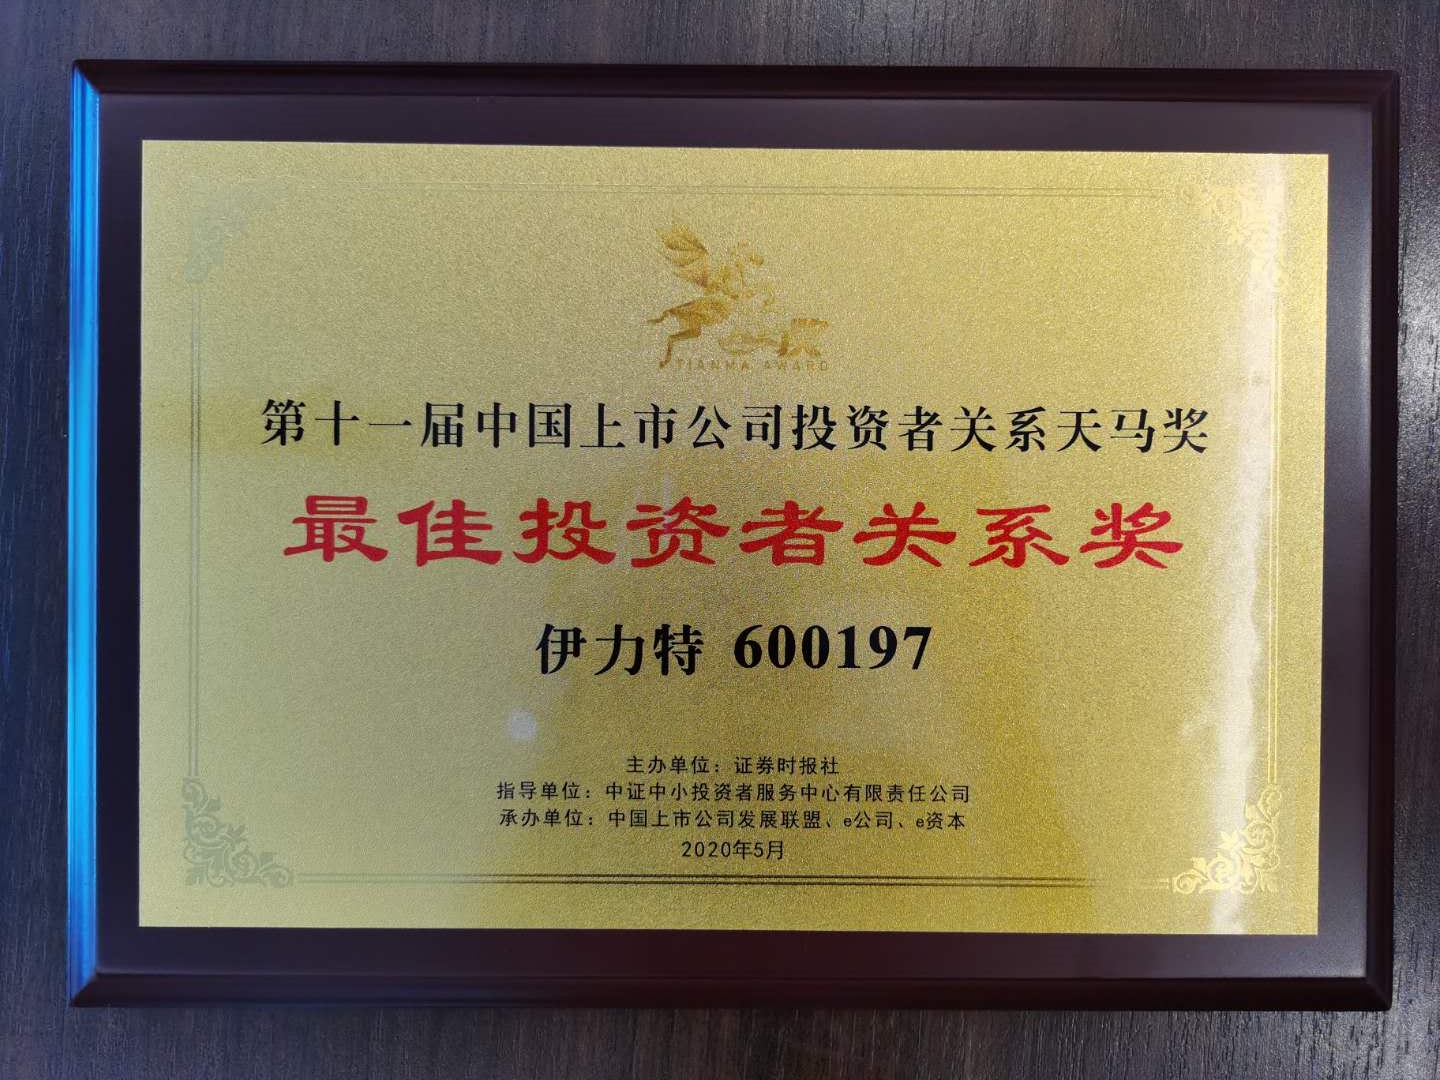 TIANMA AWARD
第十一届中国上市公司投资者关系天马奖
最佳投资者关系奖
伊力特 600197
主办单位：证券时报社
指导单位：中证中小投资者服务中心有限责任公司
承办单位：中国上市公司发展联盟、e公司、e资本
2020年5月